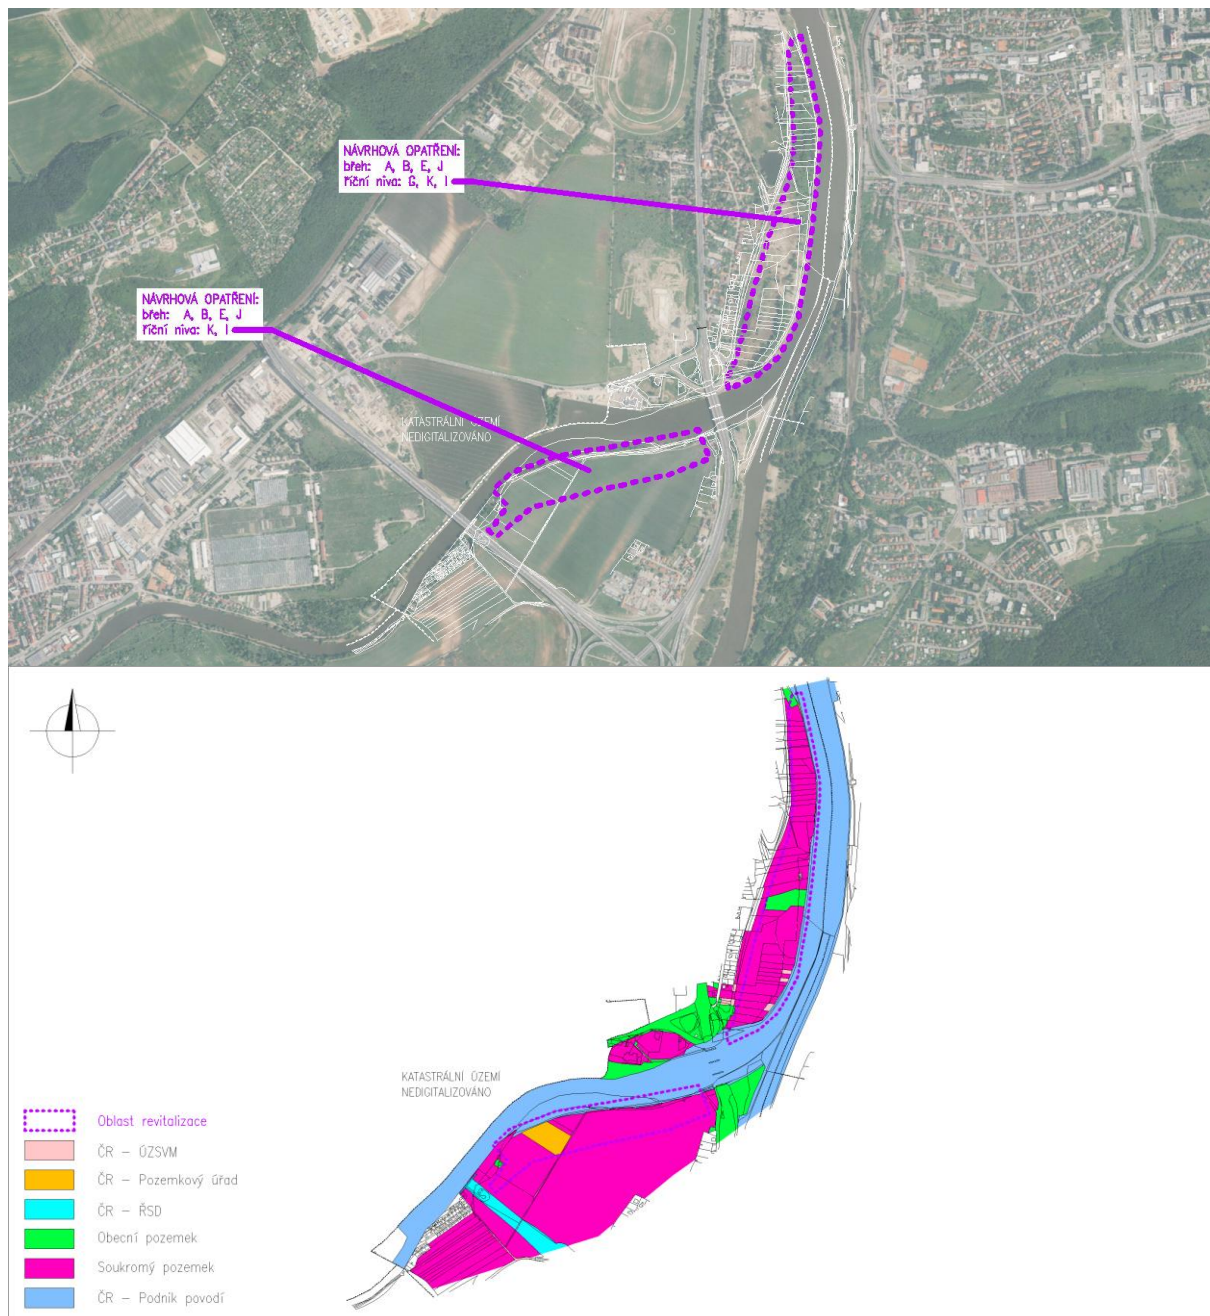 NÁVRHOVÁ OPATŘENÍ:
břeh: A, B, E, J
říční niva: G, K, I
NÁVRHOVÁ OPATŘENÍ:
břeh: A, B, E, J
říční niva: K, I
KATASTRÁLNÍ ÚZEMÍ
NEDIGITALIZOVÁNO
KATASTRÁLNÍ ÚZEMÍ
NEDIGITALIZOVÁNO
Oblast revitalizace
ČR – ÚZSVM
ČR – Pozemkový úřad
ČR – ŘSD
Obecní pozemek
Soukromý pozemek
ČR – Podnik povodí